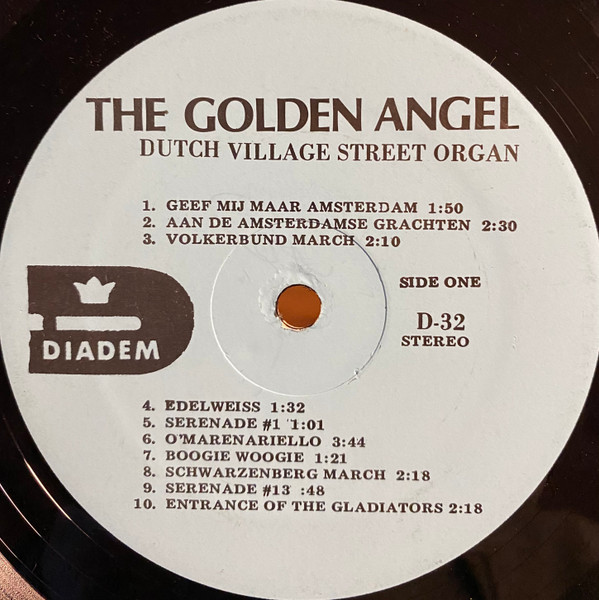 THE GOLDEN ANGEL
DUTCH VILLAGE STREET ORGAN
1. GEEF MIJ MAAR AMSTERDAM 1:50
2. AAN DE AMSTERDAMSE GRACHTEN 2:30
3. VOLKERBUND MARCH 2:10
SIDE ONE
D-32
STEREO
DIADEM
4. EDELWEISS 1:32
5. SERENADE #1 1:01
6. O'MARENARIELLO 3:44
7. BOOGIE WOOGIE 1:21
8. SCHWARZENBERG MARCH 2:18
9. SERENADE #13 :48
10. ENTRANCE OF THE GLADIATORS 2:18